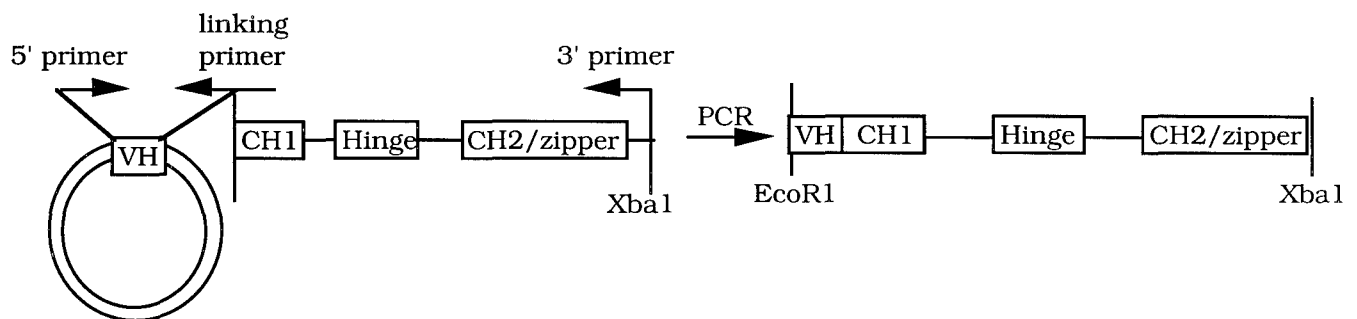 linking
5' primer
primer
3' primer
PCR
VH
CH1
Hinge
CH2/zipper
Xba1
VH
CH1
Hinge
CH2/zipper
EcoR1
Xba1